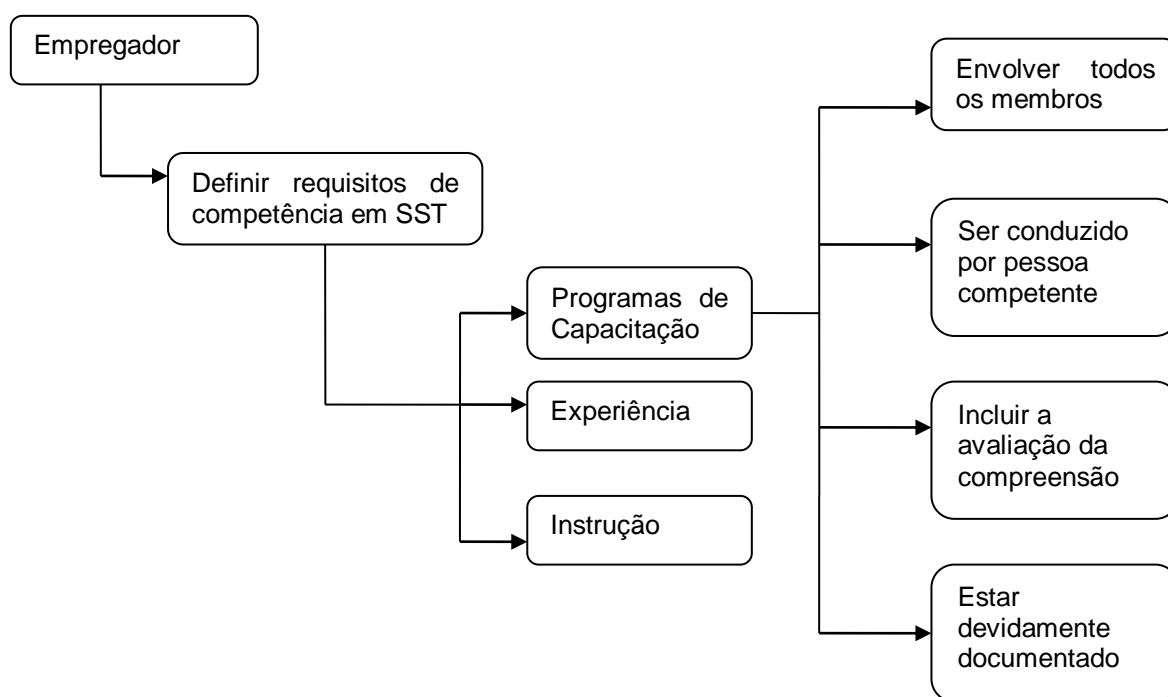 Empregador
Definir requisitos de
competência em SST
Programas de
Capacitação
Experiência
Instrução
Envolver todos
os membros
Ser conduzido
por pessoa
competente
Incluir a
avaliação da
compreensão
Estar
devidamente
documentado